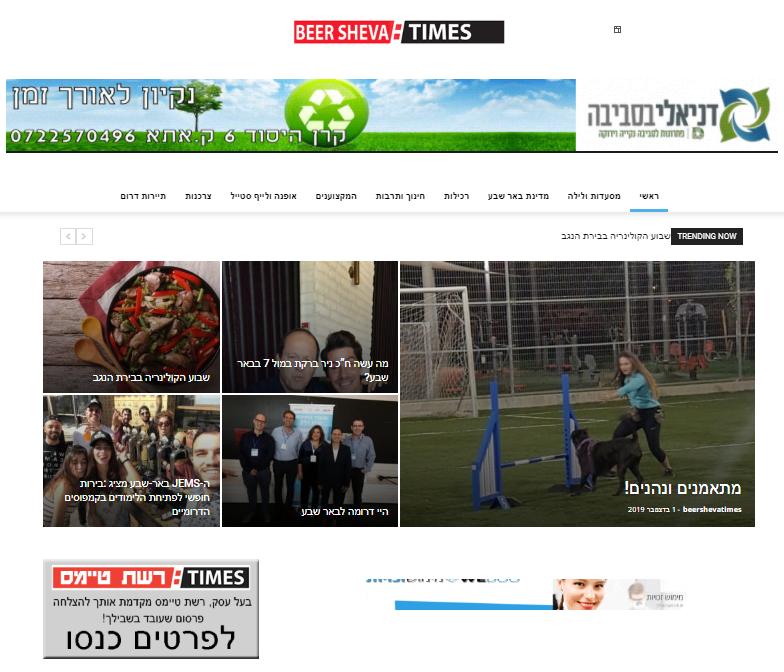 BEER SHEVA TIMES
נקיון לאורך זמן
קרן היסוד 6 ק.אתא 0722570496
דניאלי בסביבה
פתרונות לסביבה נקייה וירוקה
ראשי
מסעדות ולילה
מדינת באר שבע
רכילות
חינוך ותרבות
המקצוענים
אופנה ולייף סטייל
צרכנות
תיירות דרום
TRENDING NOW
שבוע הקולינריה בבירת הנגב
מתאמנים ונהנים!
beershevatimes - 1 בדצמבר 2019
מה עשה ח"כ ניר ברקת במול 7 בבאר
שבע?
שבוע הקולינריה בבירת הנגב
היי דרומה לבאר שבע
ה-JEMS באר-שבע מציג :בירות
חופשי לפתיחת הלימודים בקמפוסים
הדרומיים
מימוש זכויות
רשת טיימס TIMES
בעל עסק, רשת טיימס מקדמת אותך להצלחה
פרסום שעובד בשבילך!
לפרטים כנסו